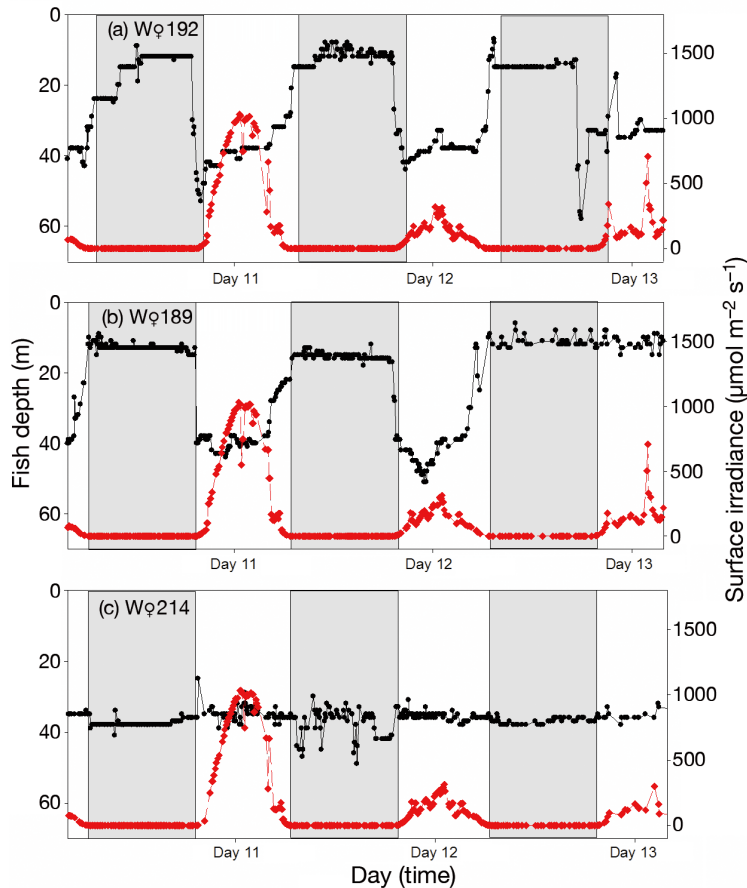 (a) W♀192
0
20
40
60
1500
1000
500
0
Day 11
Day 12
Day 13
(b) W♀189
0
20
40
60
1500
1000
500
0
Day 11
Day 12
Day 13
(c) W♀214
0
20
40
60
1500
1000
500
0
Day 11
Day 12
Day 13
Fish depth (m)
Surface irradiance (μmol m⁻² s⁻¹)
Day (time)